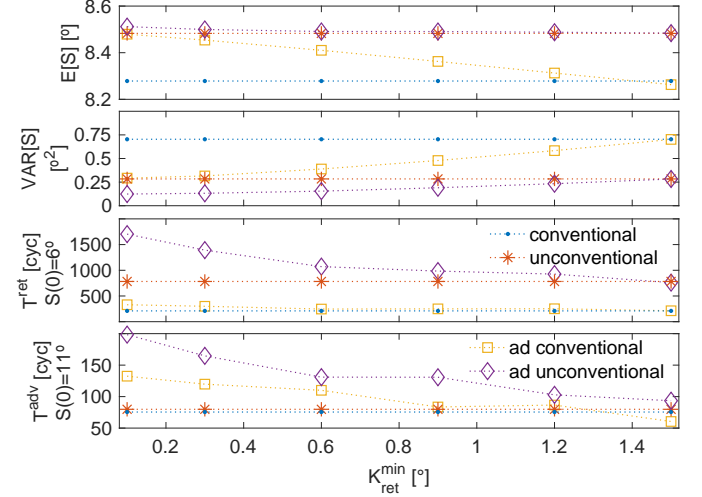 8.6
8.4
8.2
E[S] [º]
0.75
0.5
0.25
0
VAR[S]
[º²]
1500
1000
500
T^ret [cyc]
S(0)=6º
conventional
unconventional
150
100
50
T^adv [cyc]
S(0)=11º
ad conventional
ad unconventional
0.2 0.4 0.6 0.8 1 1.2 1.4
K_ret^min [°]